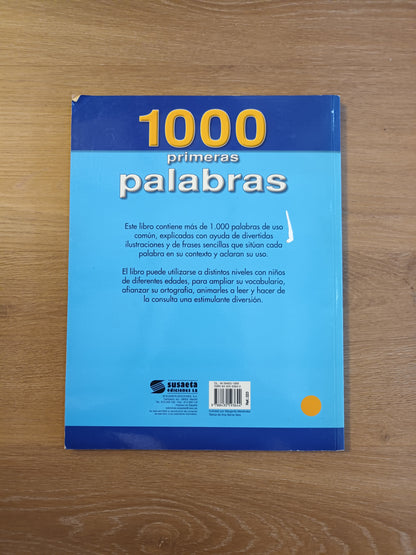 1000
primeras
palabras
Este libro contiene más de 1.000 palabras de uso
común, explicadas con ayuda de divertidas
ilustraciones y de frases sencillas que sitúan cada
palabra en su contexto y aclaran su uso.
El libro puede utilizarse a distintos niveles con niños
de diferentes edades, para ampliar su vocabulario,
afianzar su ortografía, animarles a leer y hacer de
la consulta una estimulante diversión.
susaeta
EDICIONES S.A.